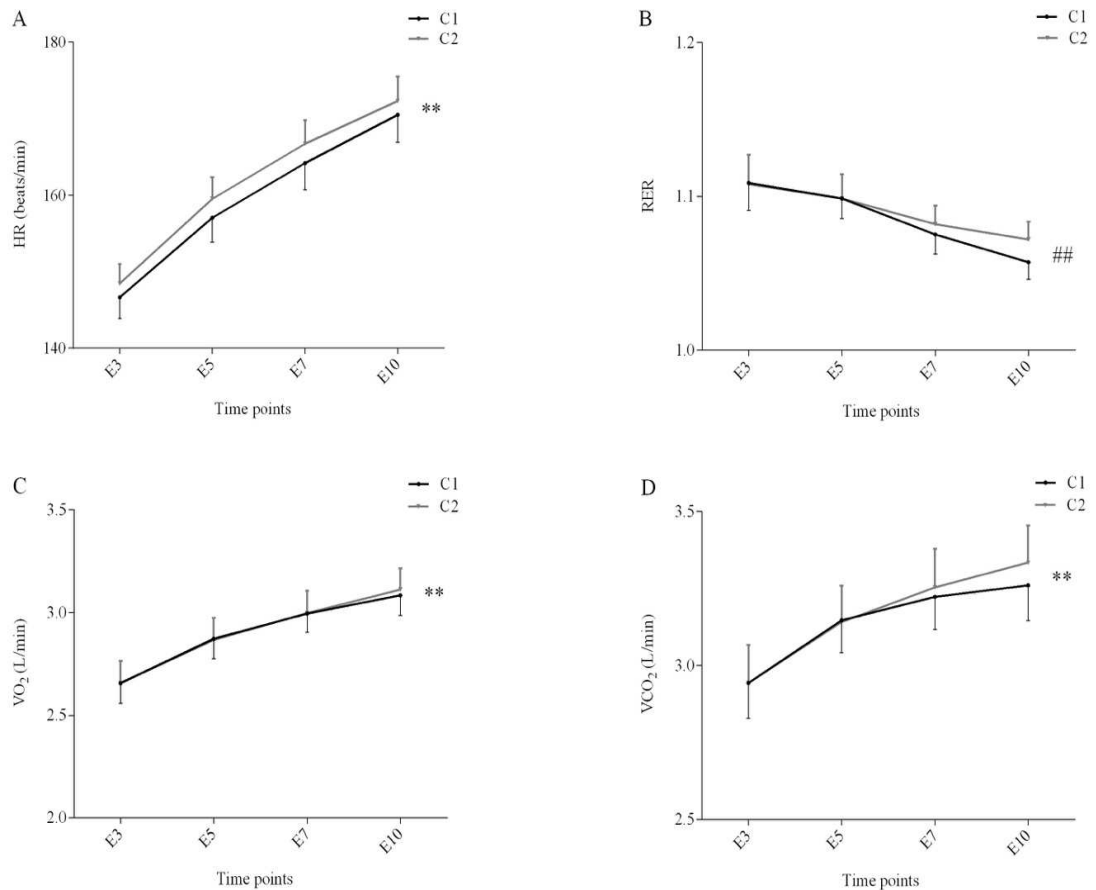 A
C1
C2
180
160
140
HR (beats/min)
**
E3
E5
E7
E10
Time points
B
C1
C2
1.2
1.1
1.0
RER
##
E3
E5
E7
E10
Time points
C
C1
C2
3.5
3.0
2.5
2.0
VO2 (L/min)
**
E3
E5
E7
E10
Time points
D
C1
C2
3.5
3.0
2.5
VCO2 (L/min)
**
E3
E5
E7
E10
Time points